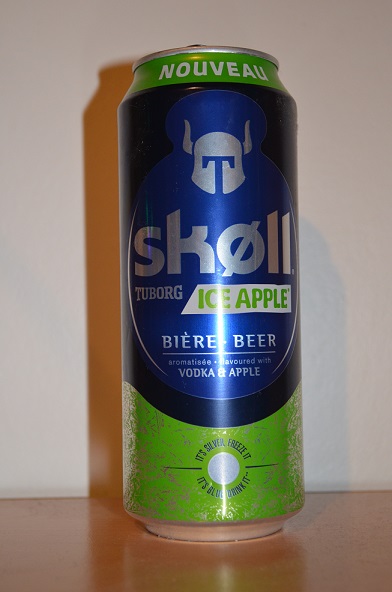 NOUVEAU
T
skøll
TUBORG ICE APPLE
BIÈRE • BEER
aromatisée • flavoured with
VODKA & APPLE
IT'S SILVER, FREEZE IT
IT'S BLUE, DRINK IT